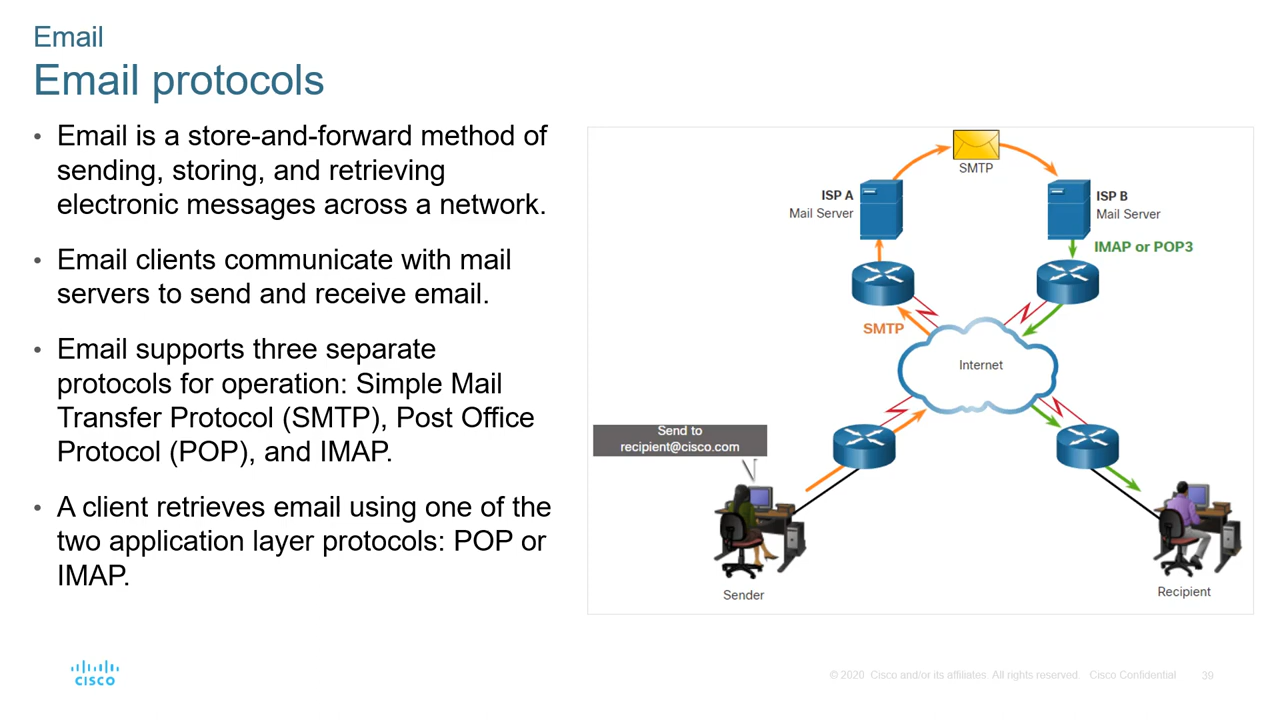 Email
Email protocols
• Email is a store-and-forward method of
sending, storing, and retrieving
electronic messages across a network.
• Email clients communicate with mail
servers to send and receive email.
• Email supports three separate
protocols for operation: Simple Mail
Transfer Protocol (SMTP), Post Office
Protocol (POP), and IMAP.
• A client retrieves email using one of the
two application layer protocols: POP or
IMAP.
SMTP
ISP A
Mail Server
ISP B
Mail Server
IMAP or POP3
SMTP
Internet
Send to
recipient@cisco.com
Sender
Recipient
CISCO
© 2020 Cisco and/or its affiliates. All rights reserved. Cisco Confidential
39